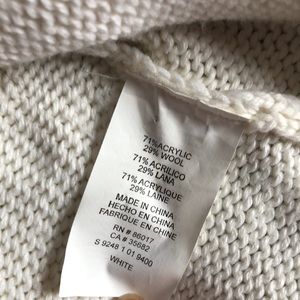 71% ACRYLIC
29% WOOL
71% ACRILICO
29% LANA
71% ACRYLIQUE
29% LAINE
MADE IN CHINA
HECHO EN CHINA
FABRIQUE EN CHINE
RN # 86017
CA # 35682
S 9248 1 01 9400
WHITE